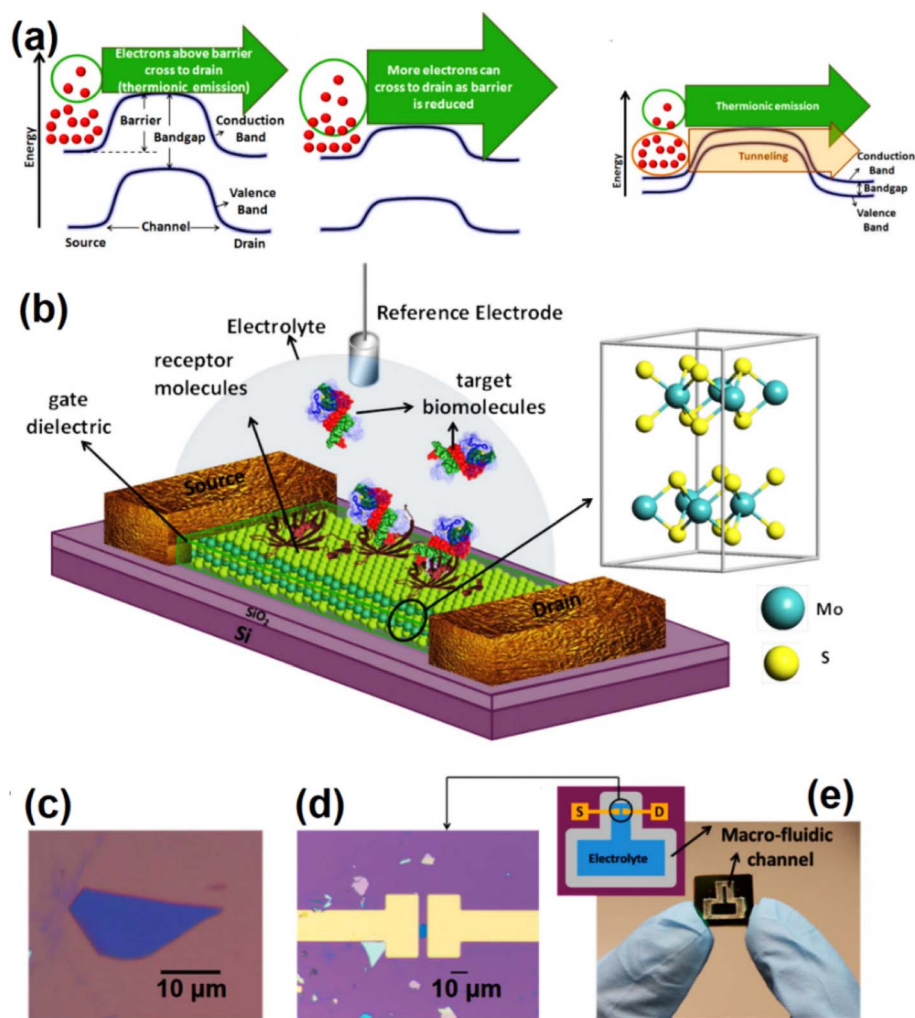 (a)
Electrons above barrier
cross to drain
(thermionic emission)
More electrons can
cross to drain as barrier
is reduced
Thermionic emission
Tunneling
Energy
Barrier
Bandgap
Conduction
Band
Valence
Band
Source
Channel
Drain
Energy
Energy
Conduction
Band
Bandgap
Valence
Band
(b)
Reference Electrode
Electrolyte
receptor
molecules
target
biomolecules
gate
dielectric
Source
Drain
SiO2
Si
Mo
S
(c)
10 µm
(d)
10 µm
(e)
S
D
Electrolyte
Macro-fluidic
channel